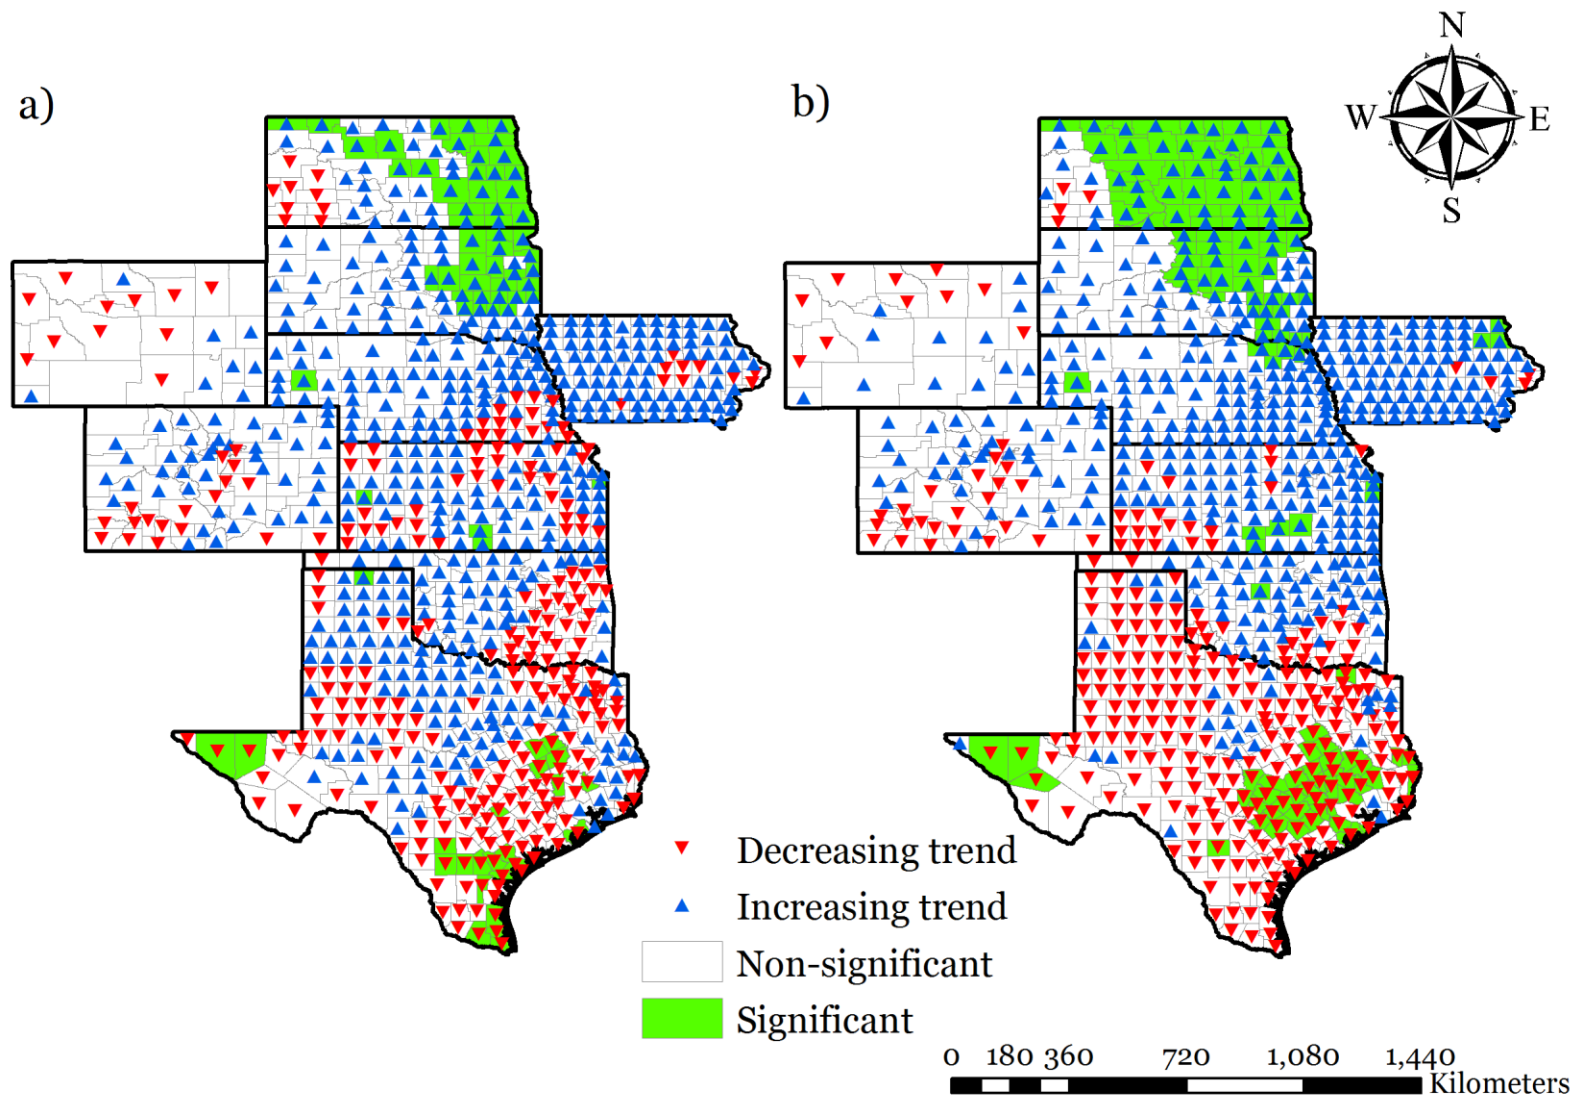 a)
b)
N
W
E
S
Decreasing trend
Increasing trend
Non-significant
Significant
0 180 360 720 1,080 1,440
Kilometers